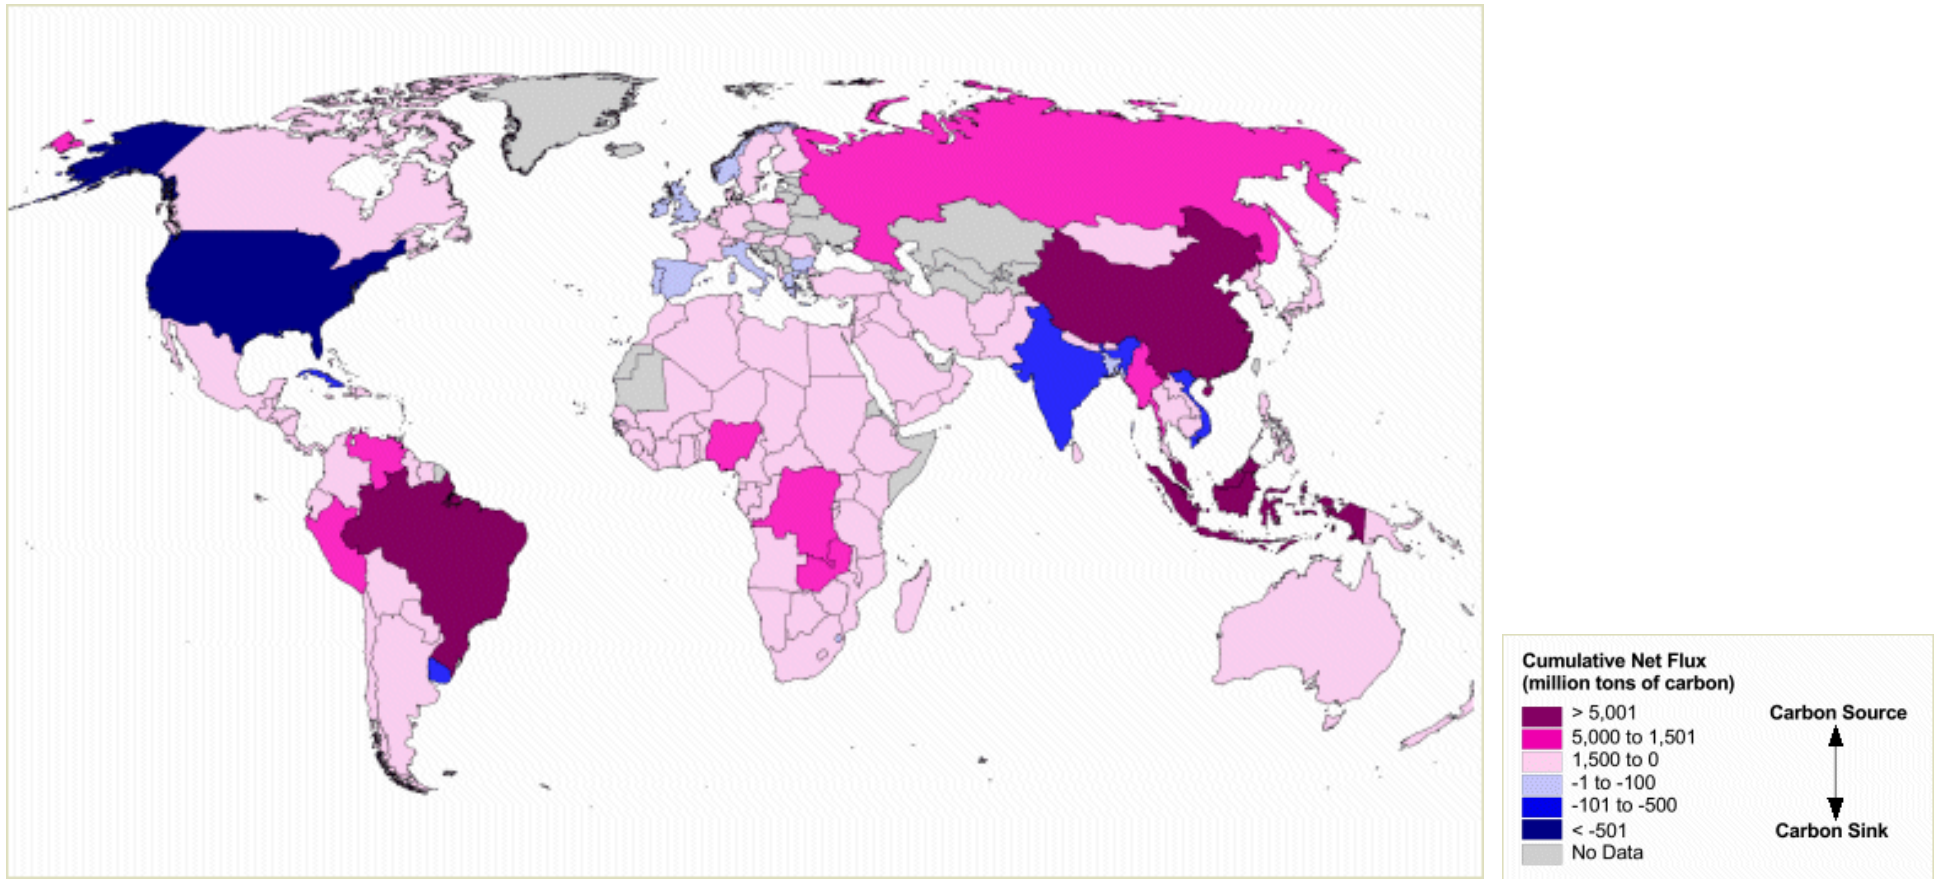 Cumulative Net Flux
(million tons of carbon)
> 5,001
5,000 to 1,501
1,500 to 0
-1 to -100
-101 to -500
< -501
No Data
Carbon Source
Carbon Sink